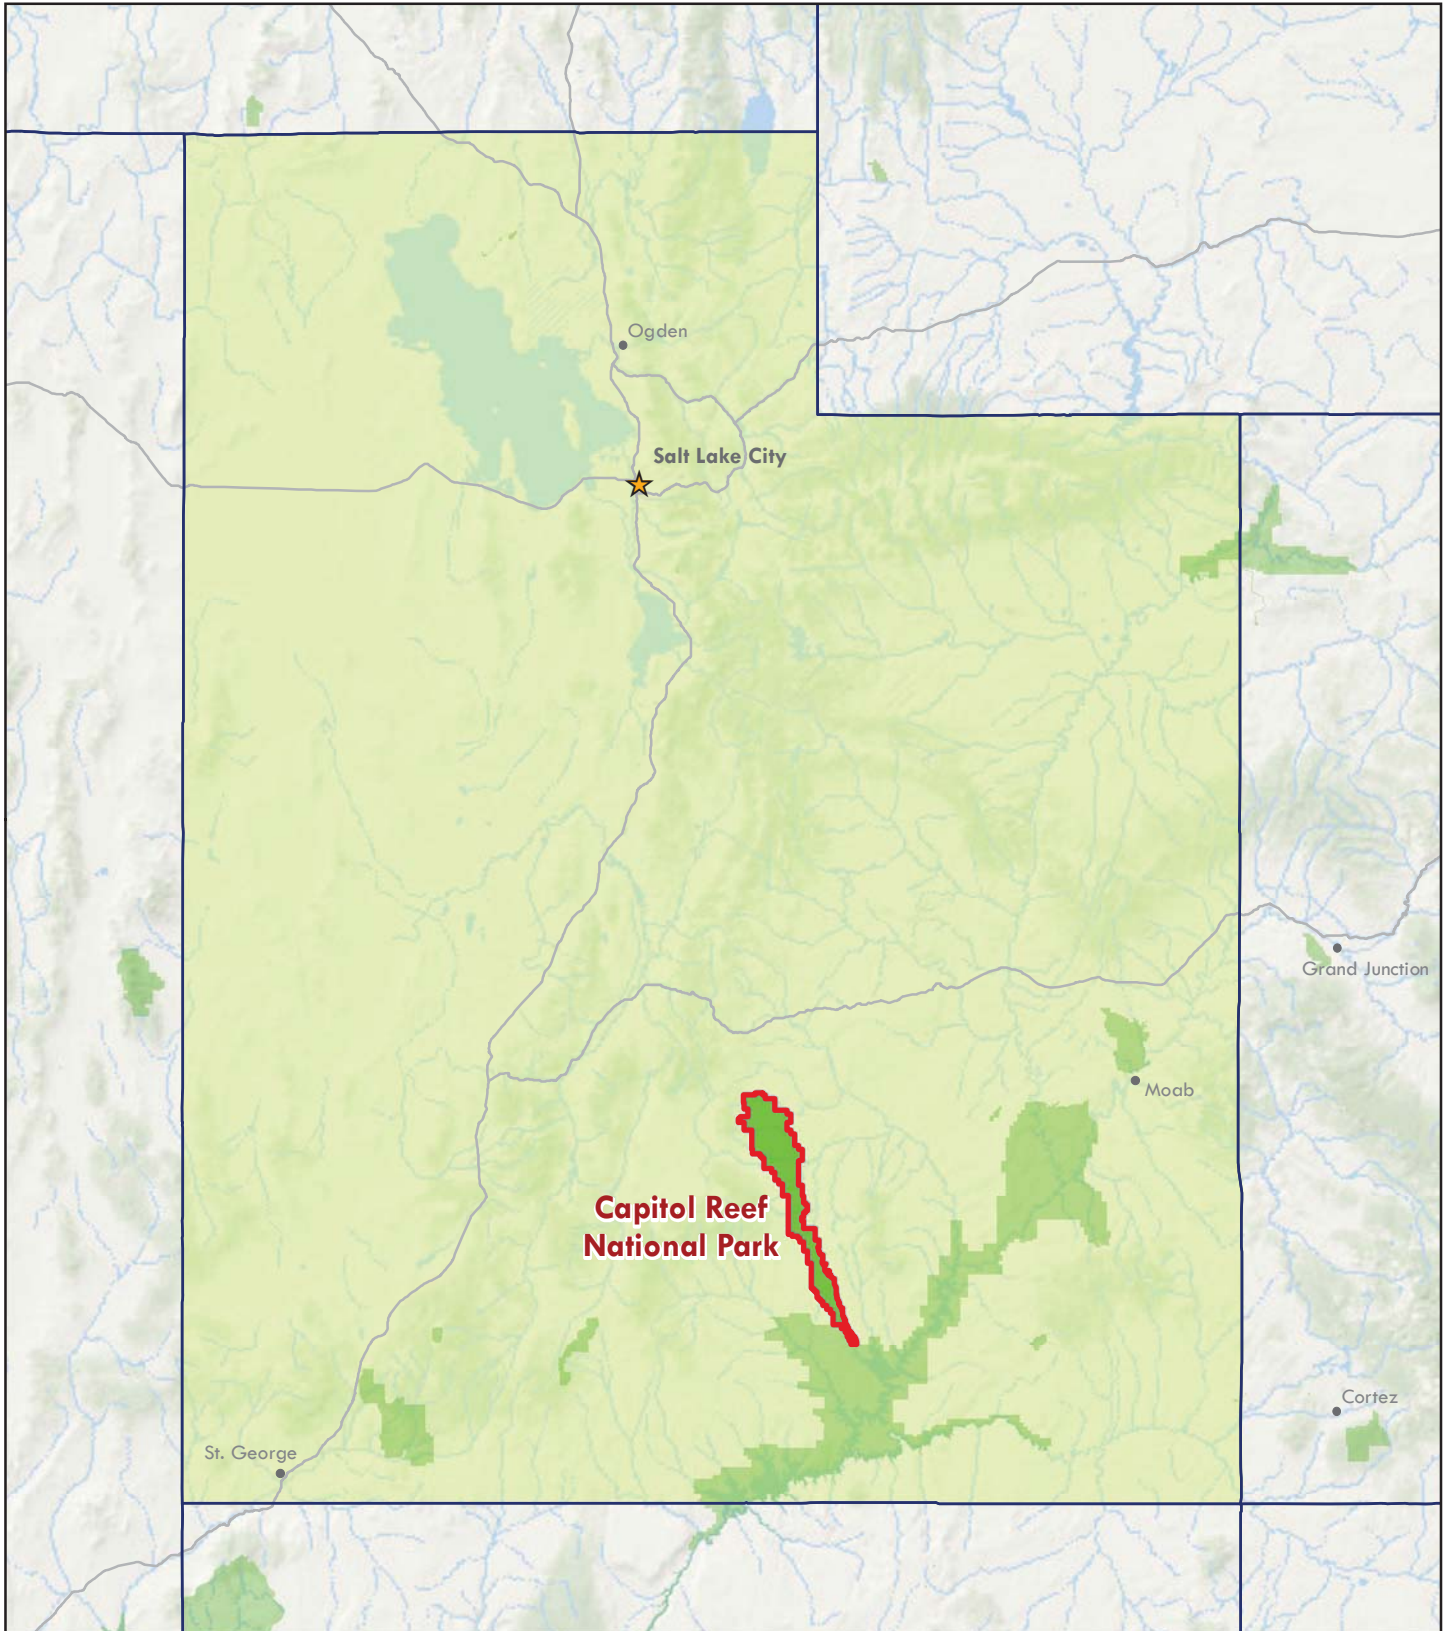 Ogden
Salt Lake City
Grand Junction
Moab
Capitol Reef
National Park
Cortez
St. George